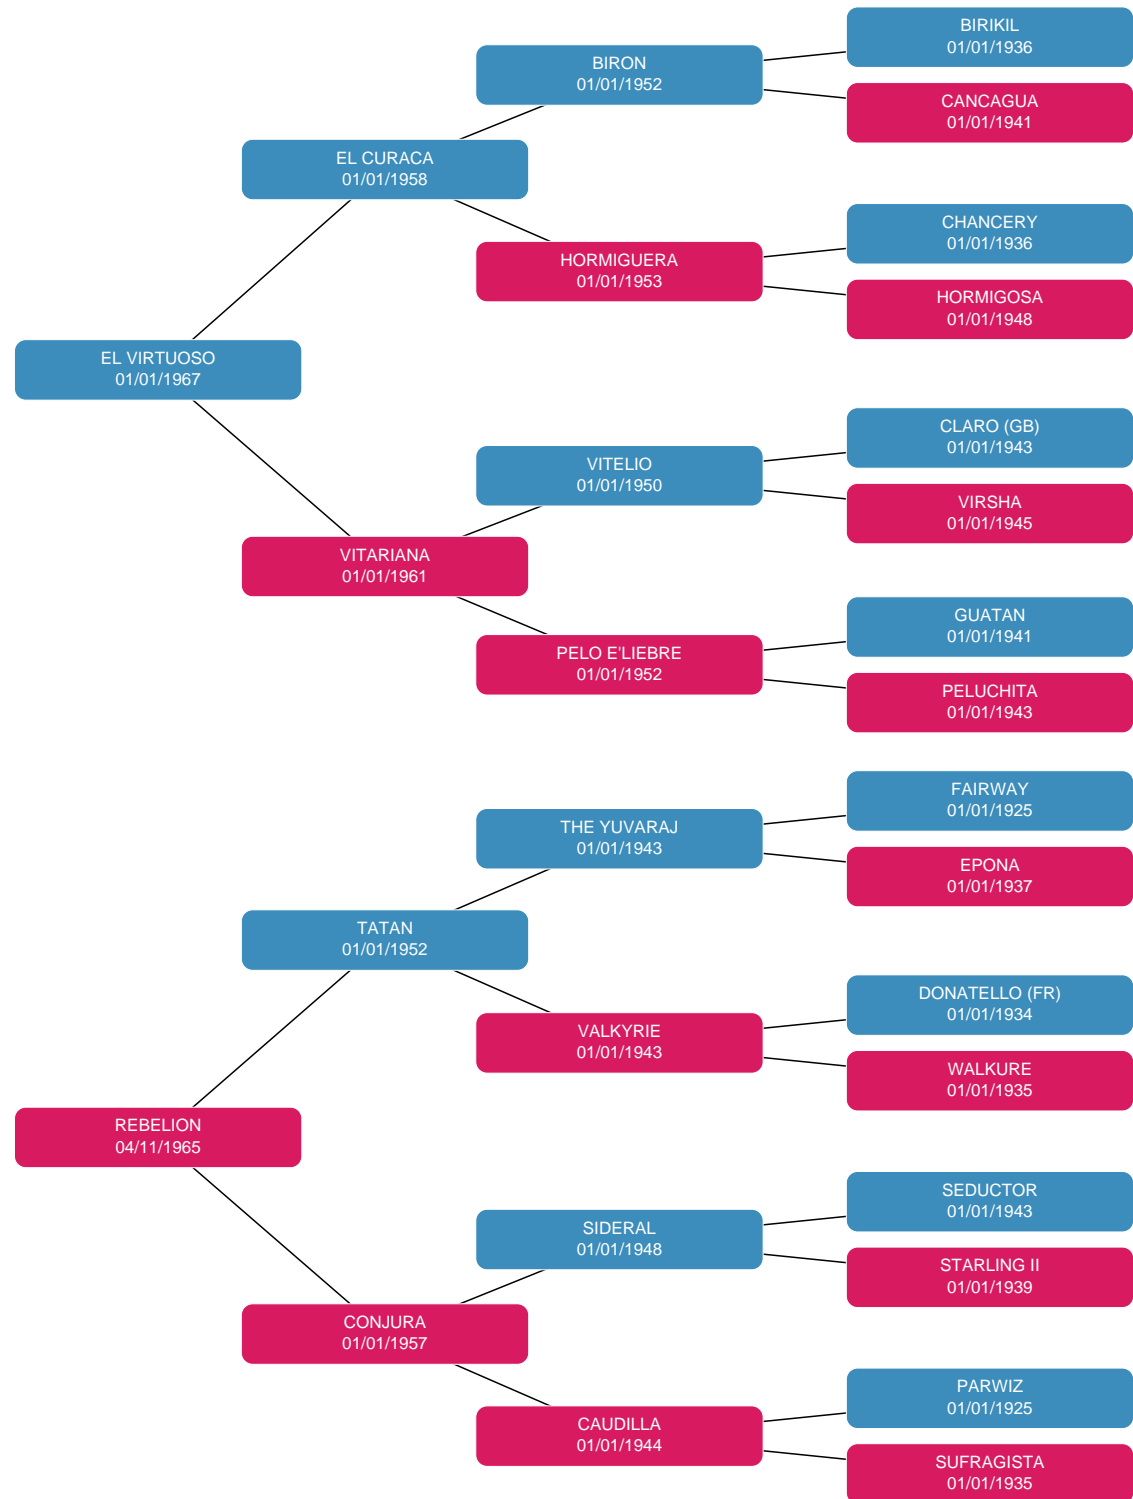 BIRIKIL
01/01/1936
BIRON
01/01/1952
CANCAGUA
01/01/1941
EL CURACA
01/01/1958
CHANCERY
01/01/1936
HORMIGUERA
01/01/1953
HORMIGOSA
01/01/1948
EL VIRTUOSO
01/01/1967
CLARO (GB)
01/01/1943
VITELIO
01/01/1950
VIRSHA
01/01/1945
VITARIANA
01/01/1961
GUATAN
01/01/1941
PELO E'LIEBRE
01/01/1952
PELUCHITA
01/01/1943
FAIRWAY
01/01/1925
THE YUVARAJ
01/01/1943
EPONA
01/01/1937
TATAN
01/01/1952
DONATELLO (FR)
01/01/1934
VALKYRIE
01/01/1943
WALKURE
01/01/1935
REBELION
04/11/1965
SEDUCTOR
01/01/1943
SIDERAL
01/01/1948
STARLING II
01/01/1939
CONJURA
01/01/1957
PARWIZ
01/01/1925
CAUDILLA
01/01/1944
SUFRAGISTA
01/01/1935